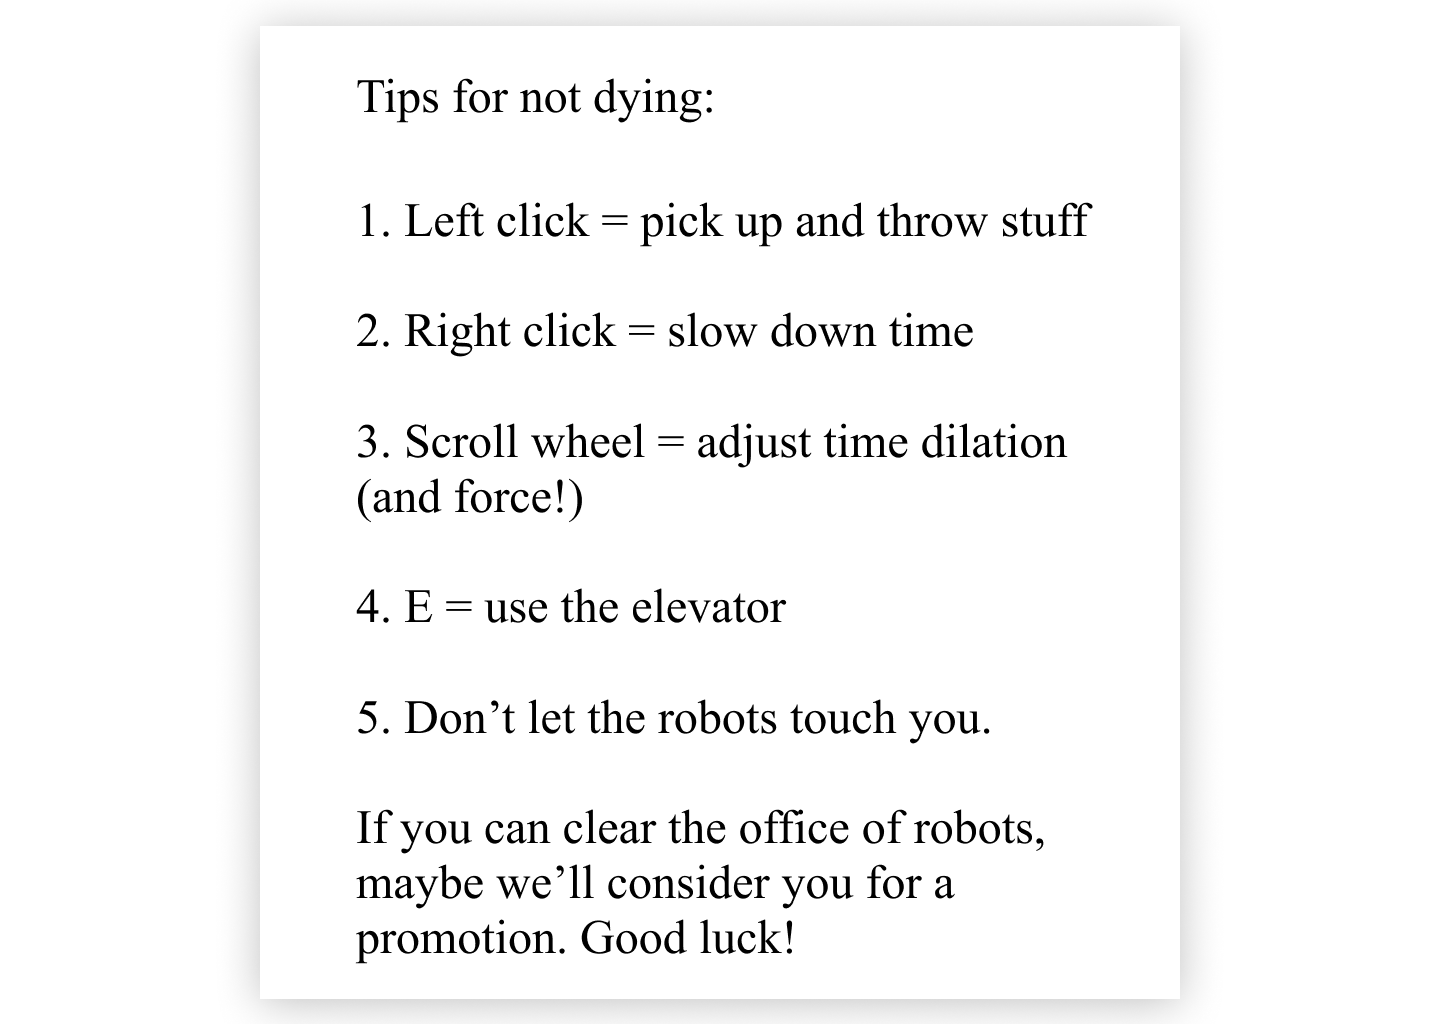 Tips for not dying:
1. Left click = pick up and throw stuff
2. Right click = slow down time
3. Scroll wheel = adjust time dilation
(and force!)
4. E = use the elevator
5. Don’t let the robots touch you.
If you can clear the office of robots,
maybe we’ll consider you for a
promotion. Good luck!